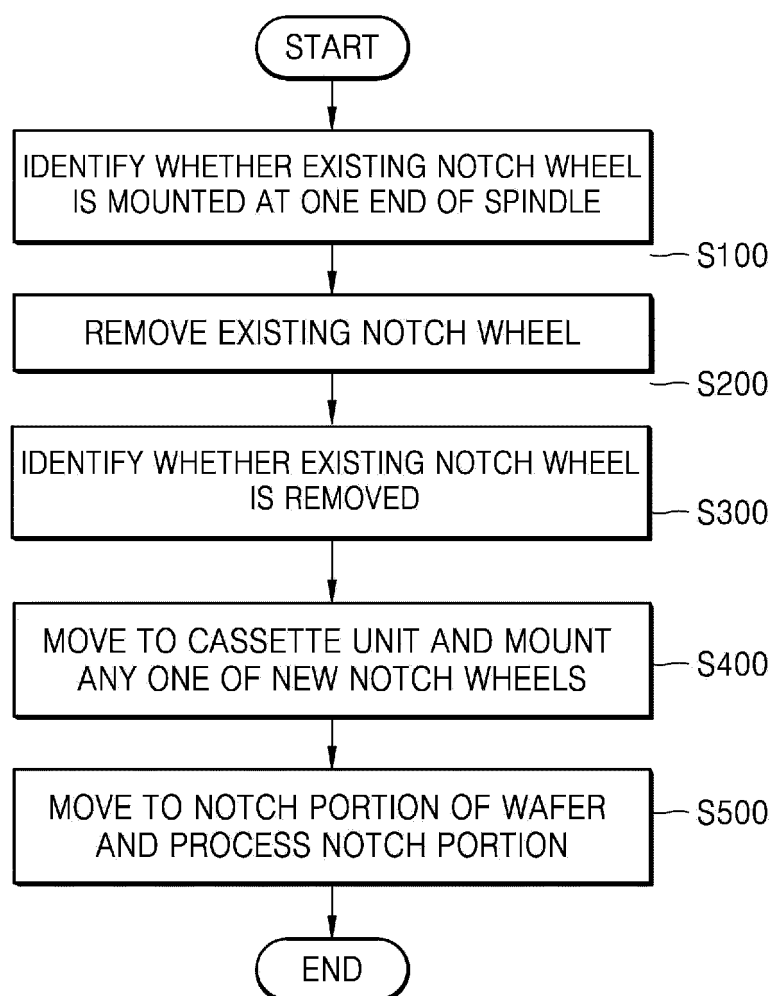 START
IDENTIFY WHETHER EXISTING NOTCH WHEEL
IS MOUNTED AT ONE END OF SPINDLE
S100
REMOVE EXISTING NOTCH WHEEL
S200
IDENTIFY WHETHER EXISTING NOTCH WHEEL
IS REMOVED
S300
MOVE TO CASSETTE UNIT AND MOUNT
ANY ONE OF NEW NOTCH WHEELS
S400
MOVE TO NOTCH PORTION OF WAFER
AND PROCESS NOTCH PORTION
S500
END